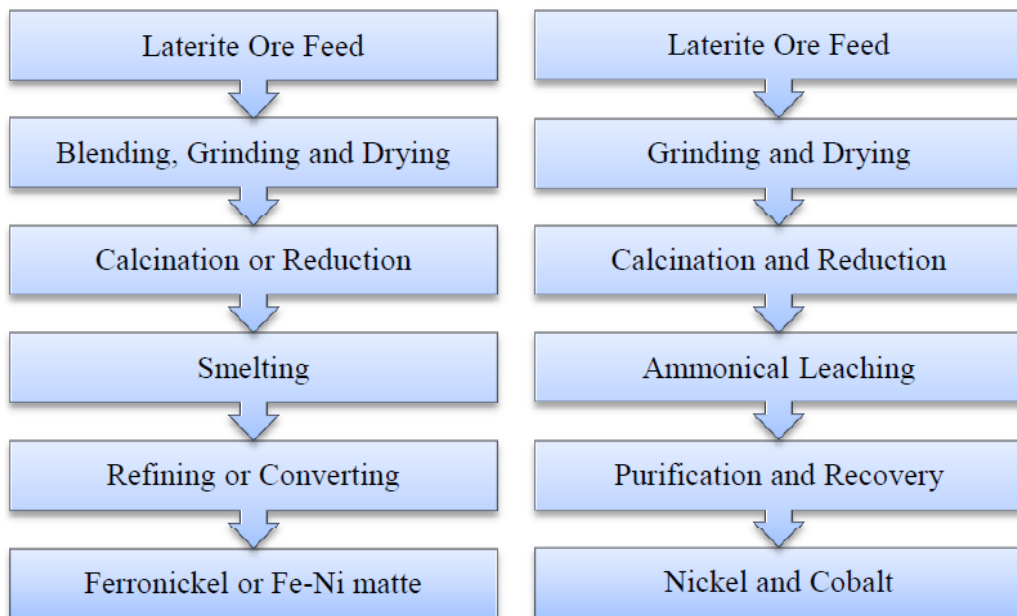 Laterite Ore Feed
Blending, Grinding and Drying
Calcination or Reduction
Smelting
Refining or Converting
Ferronickel or Fe-Ni matte
Laterite Ore Feed
Grinding and Drying
Calcination and Reduction
Ammonical Leaching
Purification and Recovery
Nickel and Cobalt